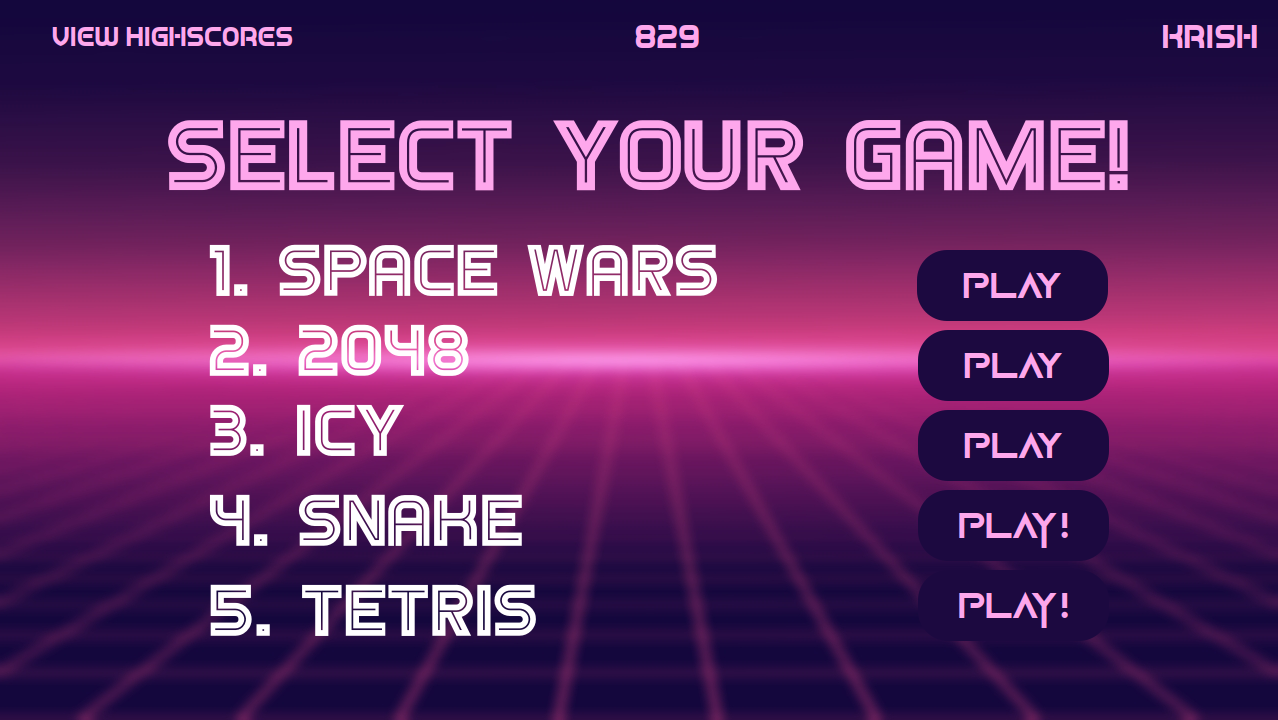 VIEW HIGHSCORES 829 KRISH
SELECT YOUR GAME!
1. SPACE WARS PLAY
2. 2048 PLAY
3. ICY PLAY
4. SNAKE PLAY!
5. TETRIS PLAY!